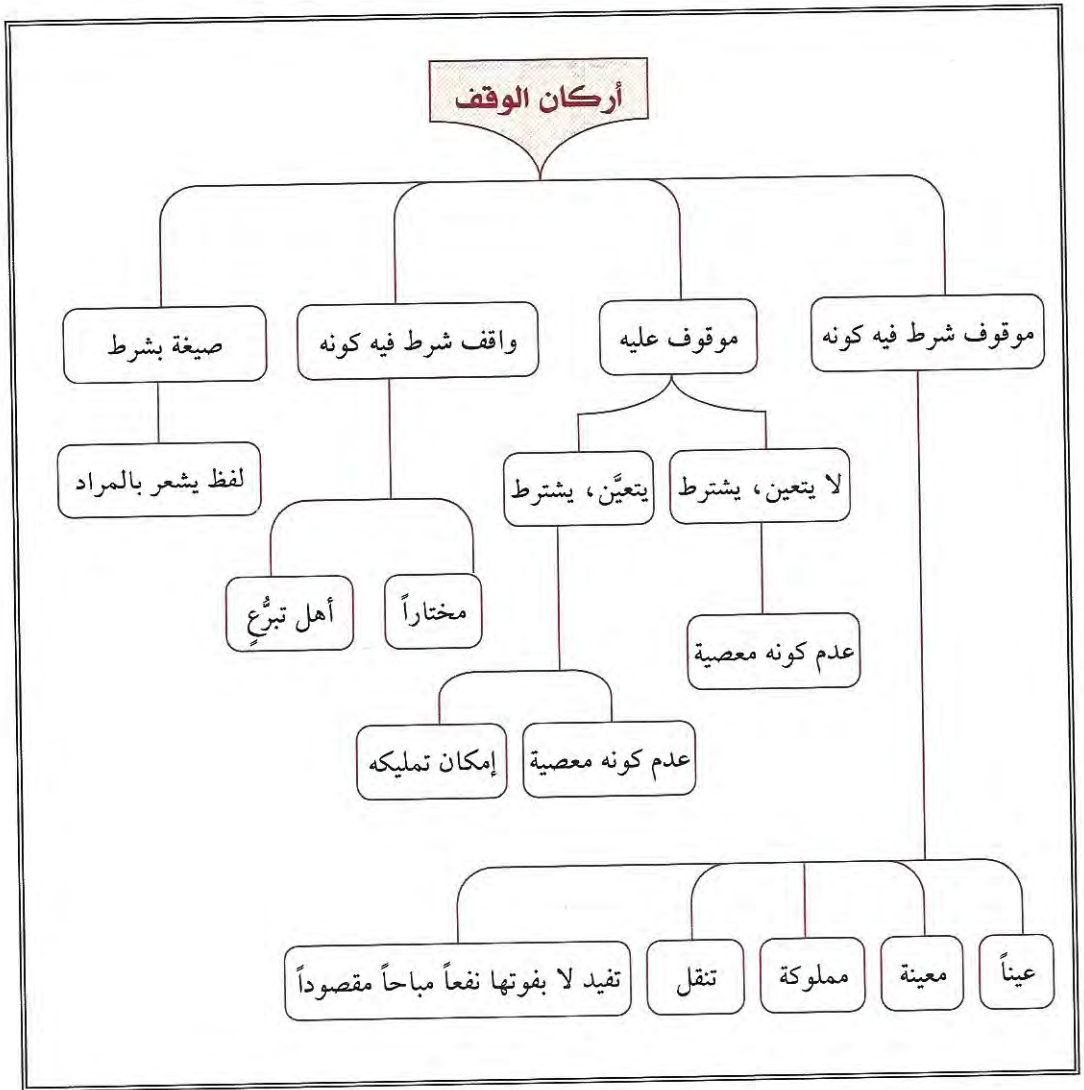 أركان الوقف
موقوف شرط فيه كونه
موقوف عليه
واقف شرط فيه كونه
صيغة بشرط
لا يتعين، يشترط
يتعيَّن، يشترط
لفظ يشعر بالمراد
مختاراً
أهل تبرُّعٍ
عدم كونه معصية
عدم كونه معصية
إمكان تمليكه
عيناً
معينة
مملوكة
تنقل
تفيد لا بفوتها نفعاً مباحاً مقصوداً